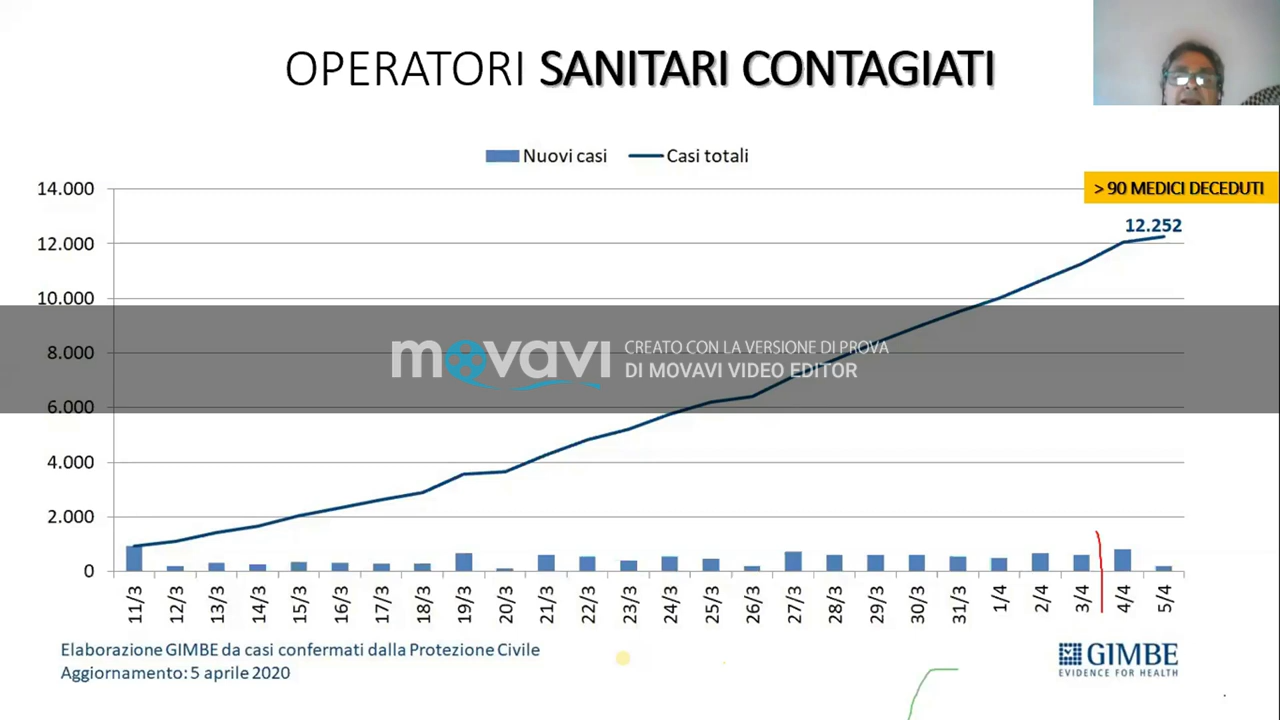 OPERATORI SANITARI CONTAGIATI
Nuovi casi Casi totali
> 90 MEDICI DECEDUTI
12.252
14.000
12.000
10.000
8.000
6.000
4.000
2.000
0
movavi
CREATO CON LA VERSIONE DI PROVA
DI MOVAVI VIDEO EDITOR
11/3 12/3 13/3 14/3 15/3 16/3 17/3 18/3 19/3 20/3 21/3 22/3 23/3 24/3 25/3 26/3 27/3 28/3 29/3 30/3 31/3 1/4 2/4 3/4 4/4 5/4
Elaborazione GIMBE da casi confermati dalla Protezione Civile
Aggiornamento: 5 aprile 2020
GIMBE
EVIDENCE FOR HEALTH